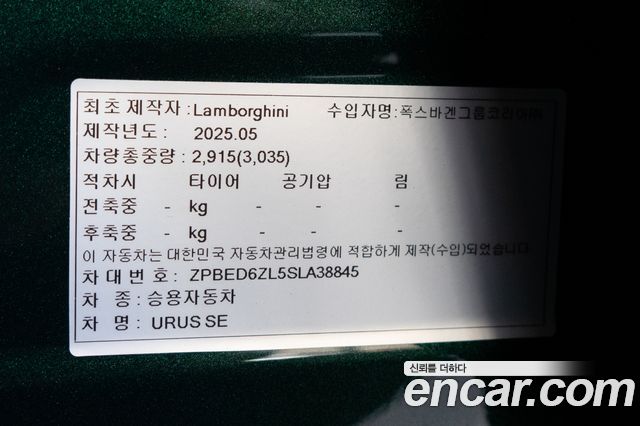 최초 제작자 : Lamborghini 수입자명:폭스바겐그룹코리아㈜
제작년도 : 2025.05
차량총중량 : 2,915(3,035)
적차시 타이어 공기압 림
전축중 - kg - - -
후축중 - kg - - -
이 자동차는 대한민국 자동차관리법령에 적합하게 제작(수입)되었습니다.
차 대 번 호 : ZPBED6ZL5SLA38845
차 종 : 승용자동차
차 명 : URUS SE
신뢰를 더하다
encar.com